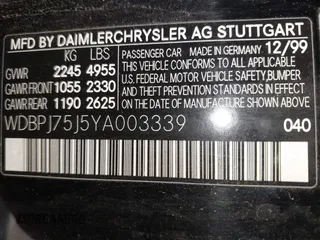 MFD BY DAIMLERCHRYSLER AG STUTTGART
KG LBS PASSENGER CAR MADE IN GERMANY 12/99
GVWR 2245 4955 THIS VEHICLE CONFORMS TO ALL APPLICABLE
GAWR FRONT 1055 2330 U.S. FEDERAL MOTOR VEHICLE SAFETY
GAWR REAR 1190 2625 BUMPER AND THEFT PREVENTION STANDARDS
IN EFFECT ON THE DATE OF MANUFACTURE SHOWN ABOVE
WDBPJ75J5YA003339 040